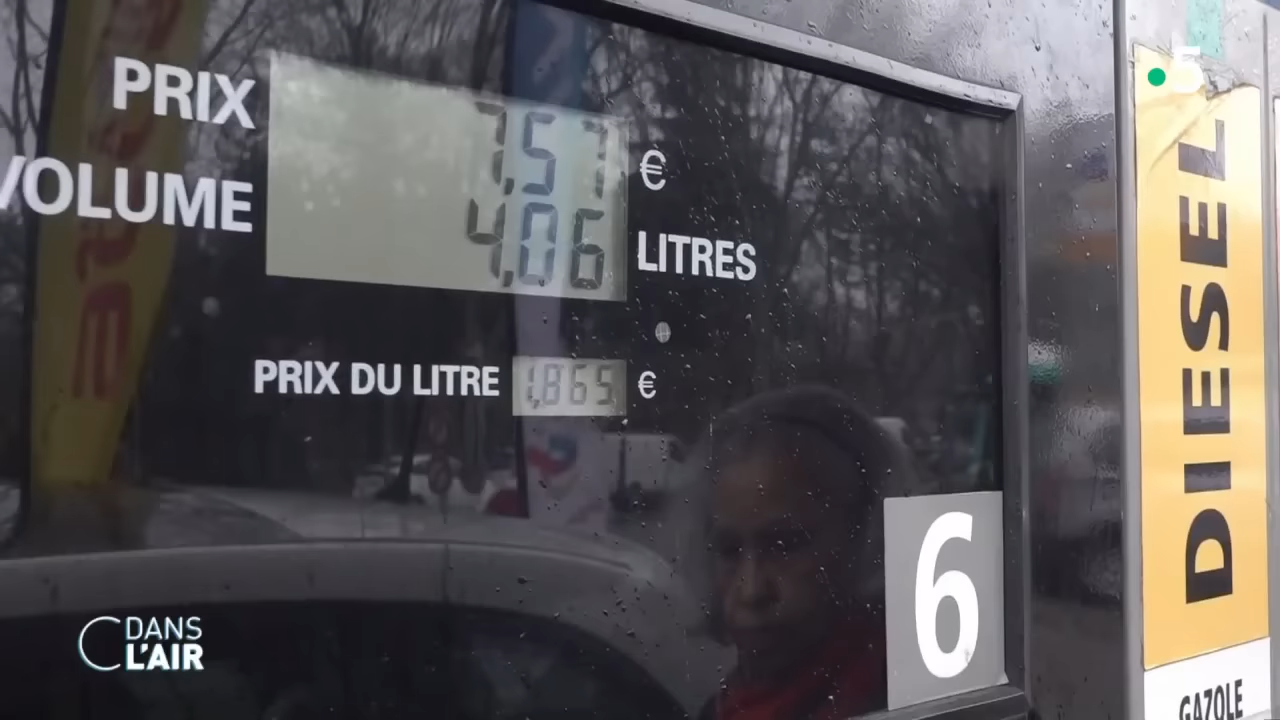 PRIX 7,57 €
VOLUME 4,06 LITRES
PRIX DU LITRE 1,865 €
6
DIESEL
GAZOLE
5
C DANS
L'AIR